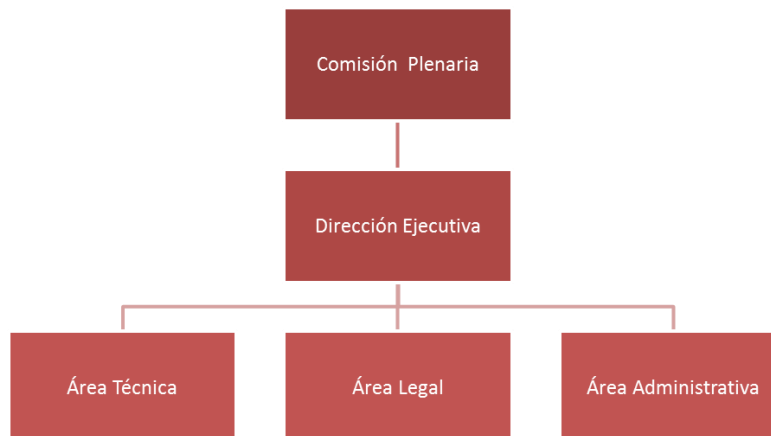 Comisión Plenaria
Dirección Ejecutiva
Área Técnica
Área Legal
Área Administrativa